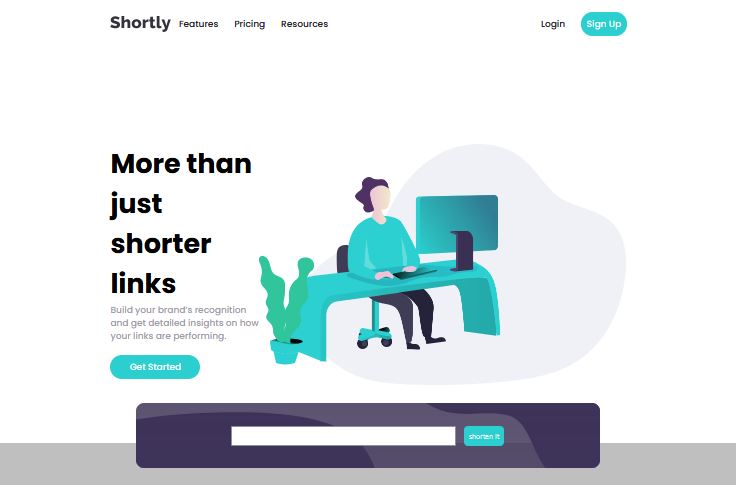 Shortly Features Pricing Resources Login Sign Up
More than
just
shorter
links
Build your brand's recognition
and get detailed insights on how
your links are performing.
Get Started
shorten it